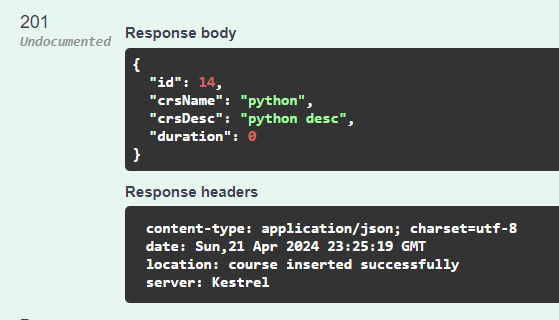 201
Undocumented
Response body
{
  "id": 14,
  "crsName": "python",
  "crsDesc": "python desc",
  "duration": 0
}
Response headers
content-type: application/json; charset=utf-8
date: Sun,21 Apr 2024 23:25:19 GMT
location: course inserted successfully
server: Kestrel